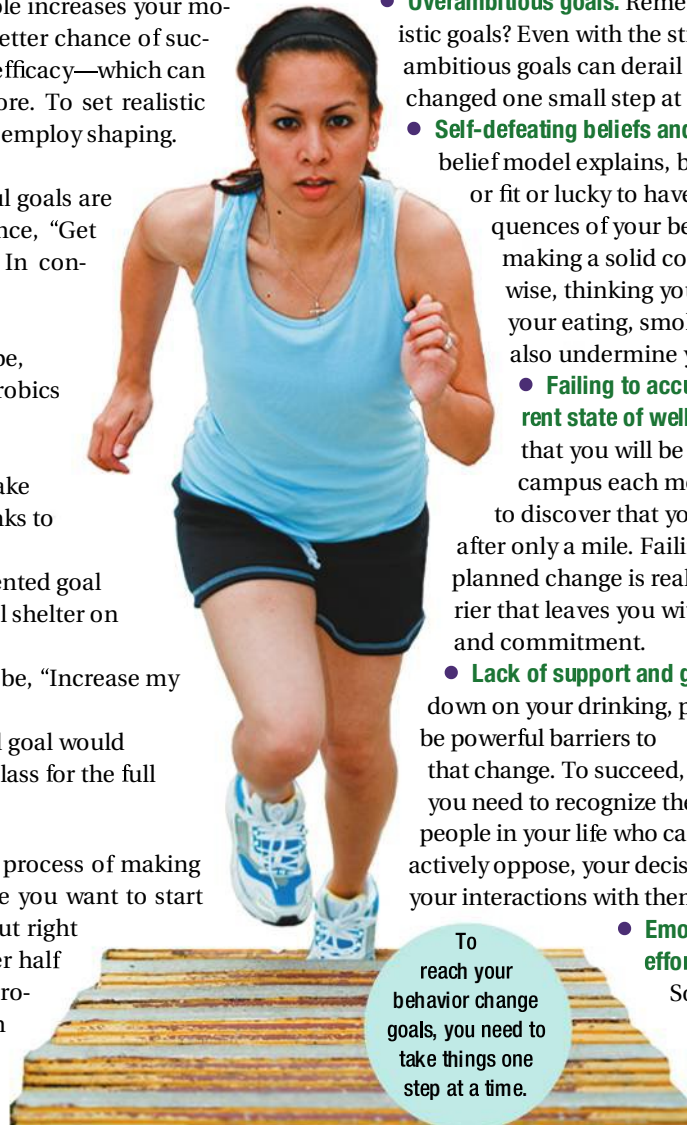 increases your mo-
etter chance of suc-
efficacy—which can
ore. To set realistic
employ shaping.
goals are
nce, “Get
In con-
be,
robics
ake
ks to
ented goal
shelter on
be, “Increase my
goal would
lass for the full
process of making
you want to start
ut right
half
ro-
Overambitious goals. Reme
istic goals? Even with the st
ambitious goals can derail
changed one small step at
• Self-defeating beliefs and
belief model explains, b
or fit or lucky to have
quences of your be
making a solid co
wise, thinking you
your eating, smo
also undermine
• Failing to accu
rent state of well
that you will be
campus each mo
to discover that yo
after only a mile. Faili
planned change is real
rier that leaves you wi
and commitment.
• Lack of support and g
down on your drinking, p
be powerful barriers to
that change. To succeed,
you need to recognize the
people in your life who ca
actively oppose, your decis
your interactions with them
• Emo
effor
So
To
reach your
behavior change
goals, you need to
take things one
step at a time.